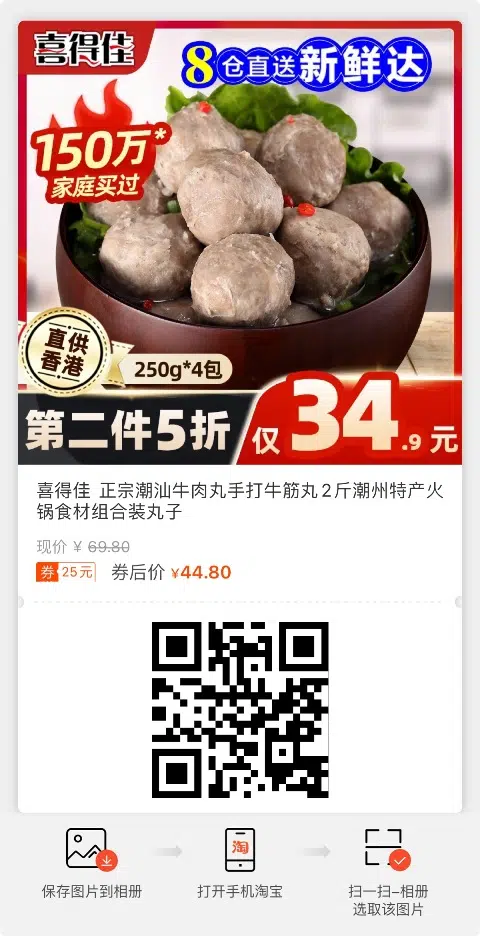 喜得佳
8仓直送新鲜达
150万*
家庭买过
直供
香港
250g*4包
第二件5折
仅34.9元
喜得佳 正宗潮汕牛肉丸手打牛筋丸2斤潮州特产火
锅食材组合装丸子
现价 ¥ 69.80
券 25元 券后价 ¥44.80
淘
保存图片到相册
打开手机淘宝
扫一扫-相册
选取该图片